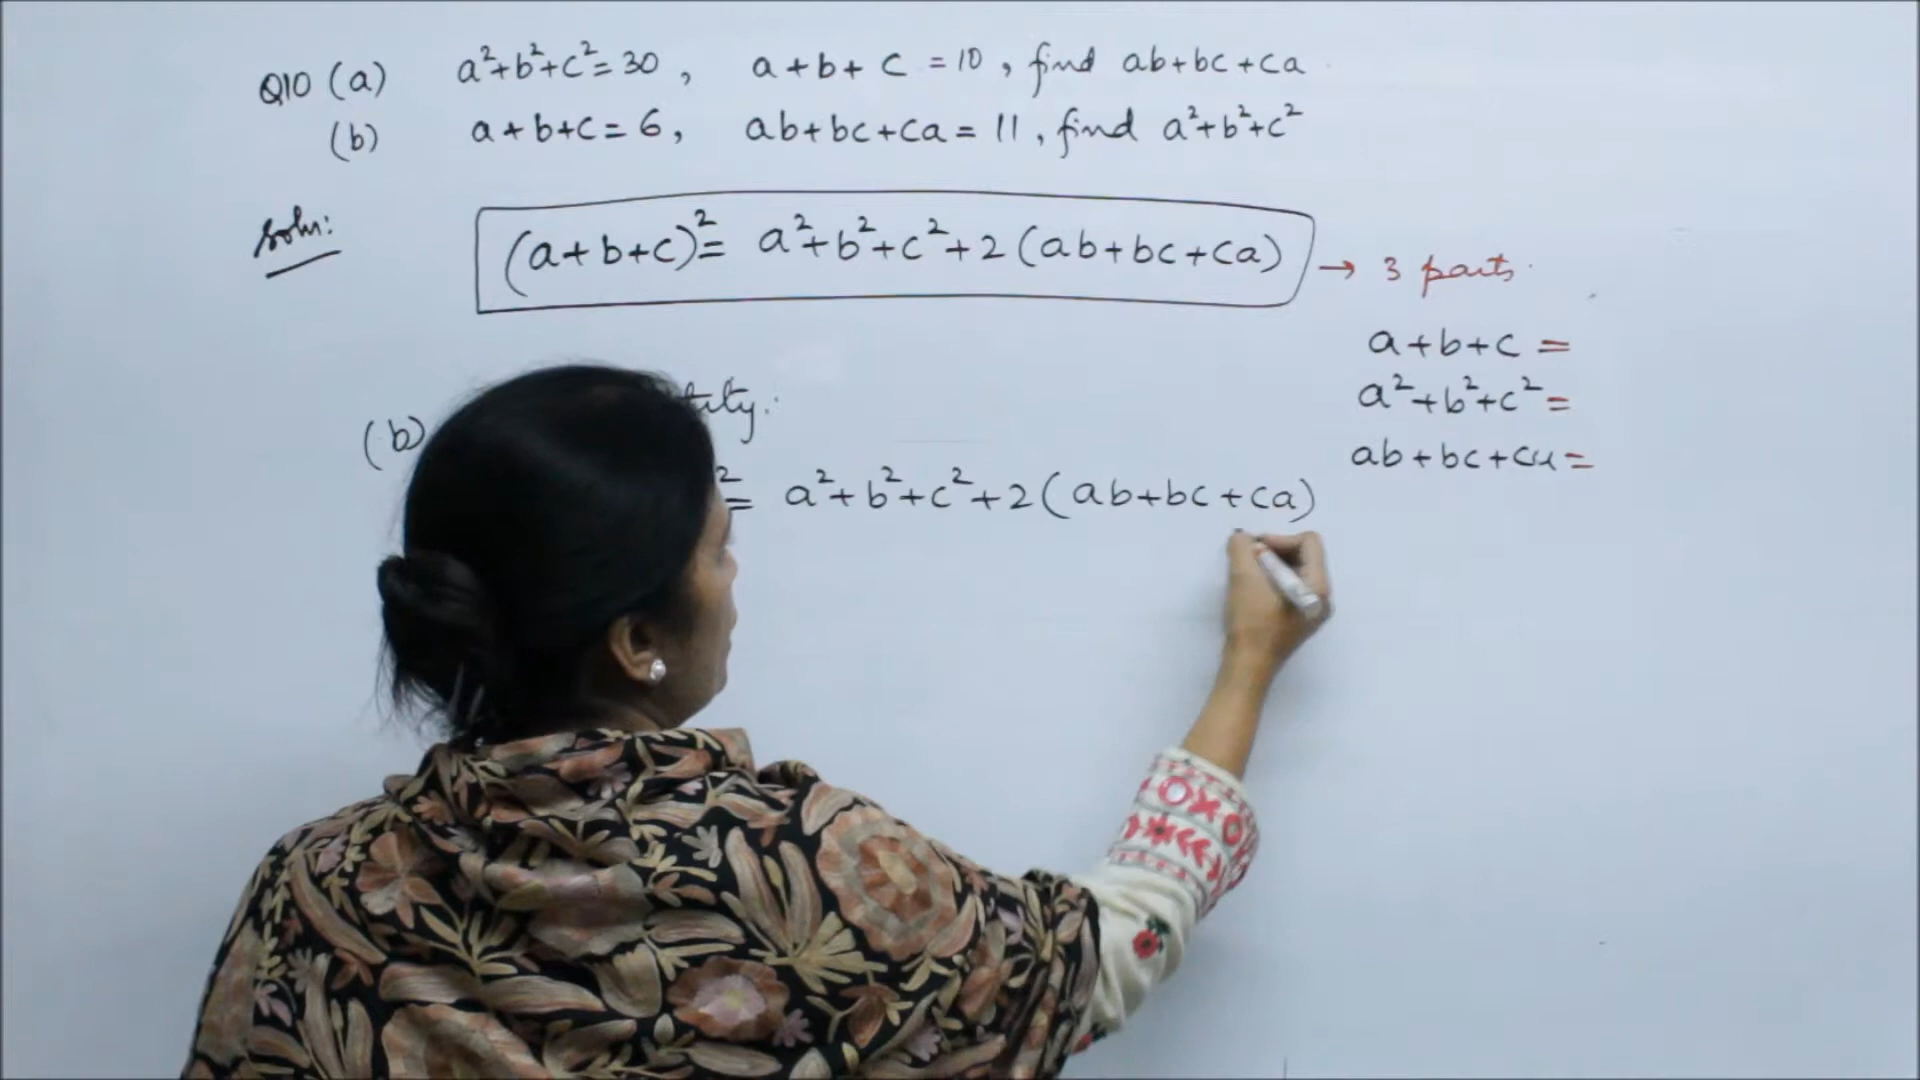 Q10 (a) a²+b²+c²=30, a+b+c=10, find ab+bc+ca
(b) a+b+c=6, ab+bc+ca=11, find a²+b²+c²
Soln:
(a+b+c)²= a²+b²+c²+2(ab+bc+ca) → 3 parts
a+b+c =
a²+b²+c²=
ab+bc+ca=
(b)
²= a²+b²+c²+2(ab+bc+ca)